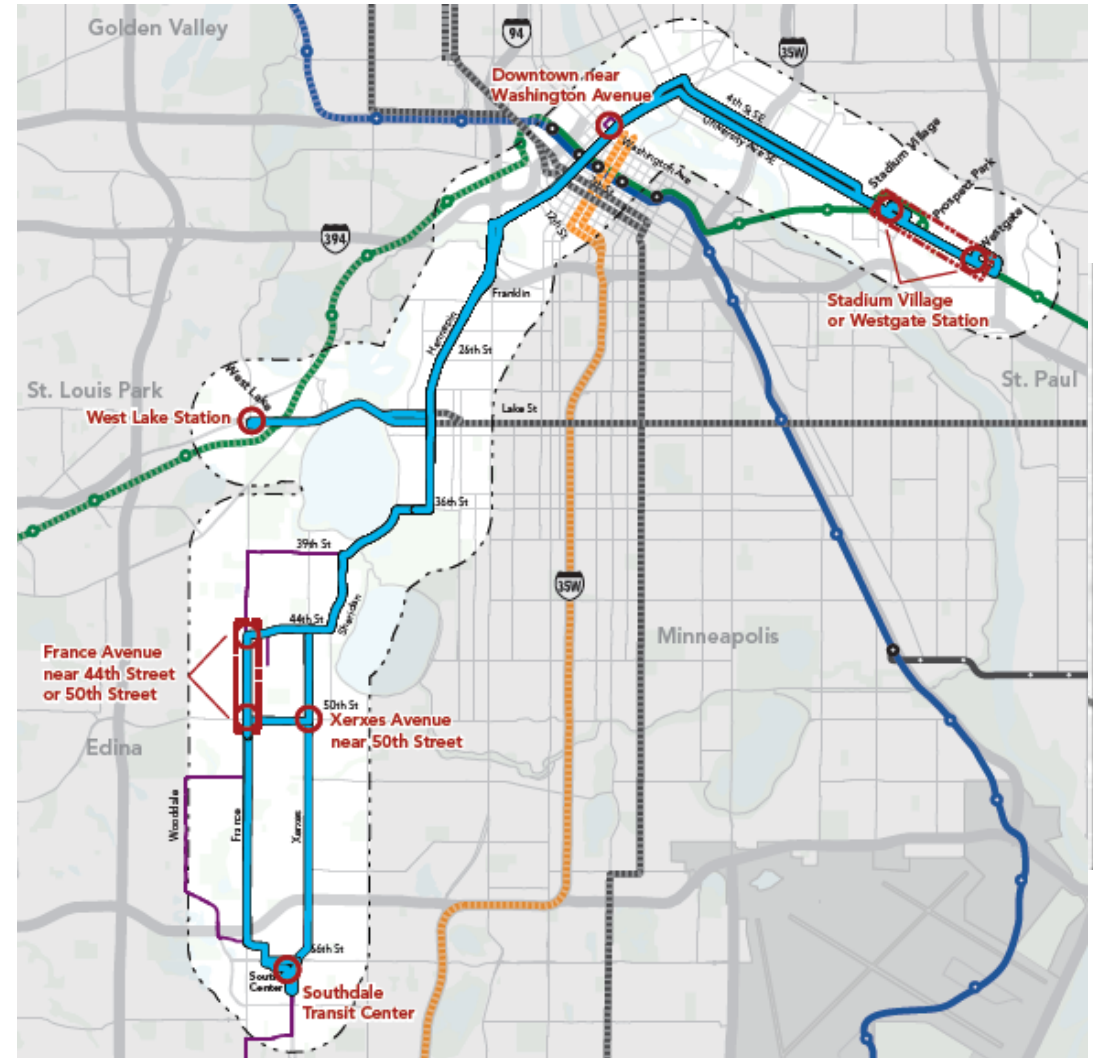 Golden Valley
94
35W
Downtown near
Washington Avenue
4th St SE
University Ave SE
Stadium Village
Washington Ave
Prospect Park
Westgate
12th St
394
Franklin
Stadium Village
or Westgate Station
Hennepin
26th St
St. Louis Park
West Lake
St. Paul
West Lake Station
Lake St
36th St
39th St
35W
Sheridan
44th St
Minneapolis
France Avenue
near 44th Street
or 50th Street
50th St
Xerxes Avenue
near 50th Street
Edina
Wooddale
France
Xerxes
66th St
Center
Southdale
Transit Center